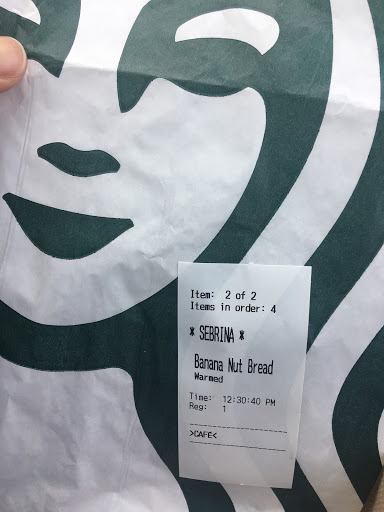 Item: 2 of 2
Items in order: 4
* SEBRINA *
Banana Nut Bread
Warmed
Time: 12:30:40 PM
Reg: 1
>CAFE<